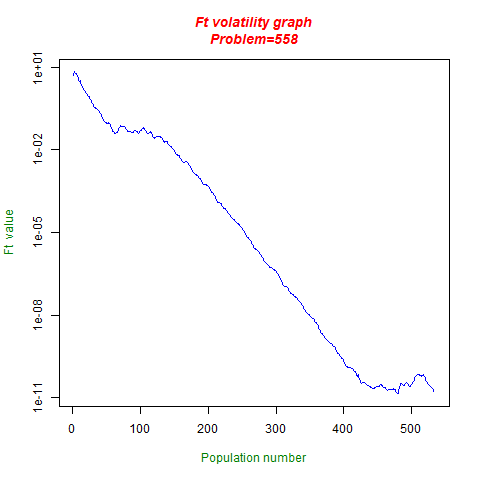 Ft volatility graph
Problem=558
Ft value
1e+01
1e-02
1e-05
1e-08
1e-11
0 100 200 300 400 500
Population number